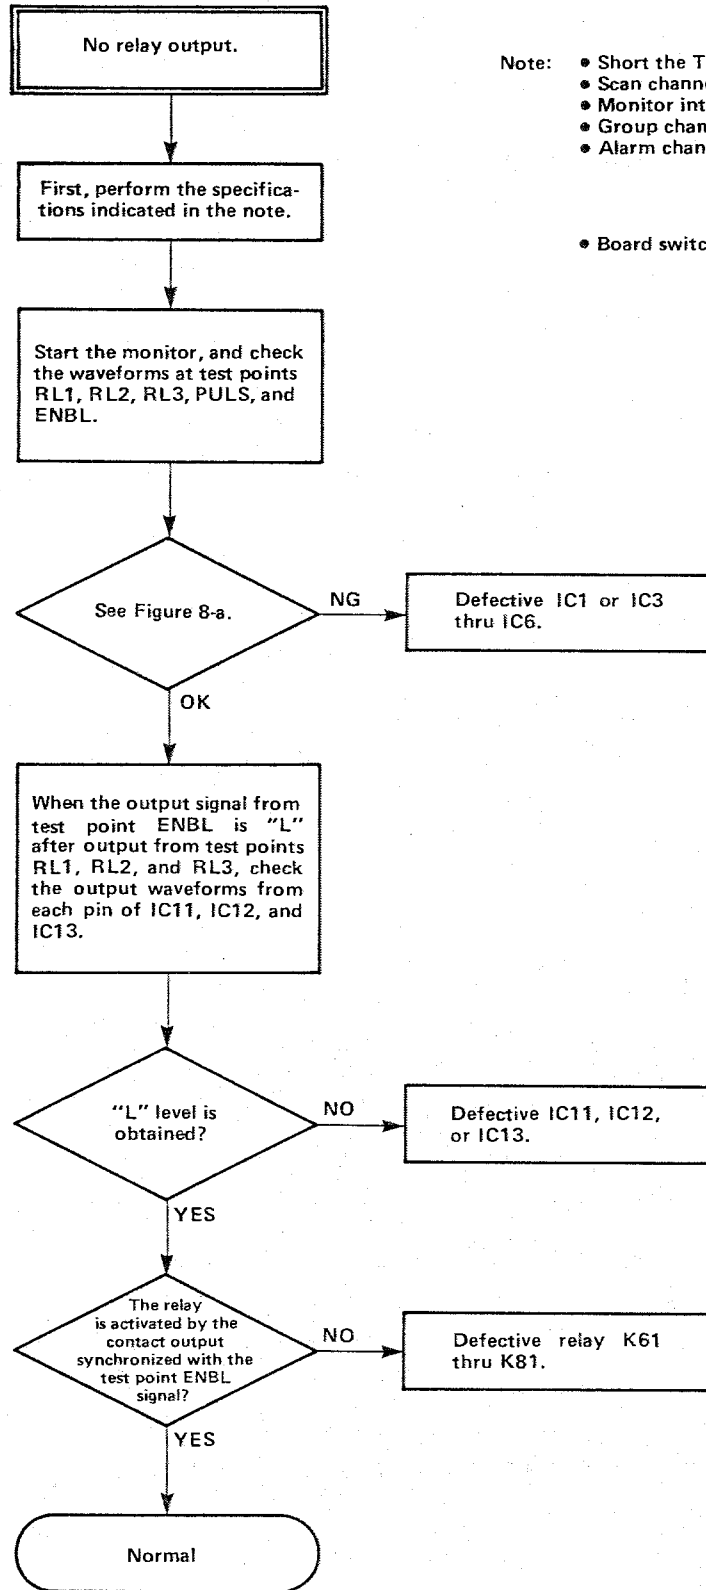 No relay output.
Note: • Short the T
• Scan channe
• Monitor int
• Group chan
• Alarm chan
• Board switc
First, perform the specifica-
tions indicated in the note.
Start the monitor, and check
the waveforms at test points
RL1, RL2, RL3, PULS, and
ENBL.
See Figure 8-a.
NG
Defective IC1 or IC3
thru IC6.
OK
When the output signal from
test point ENBL is "L"
after output from test points
RL1, RL2, and RL3, check
the output waveforms from
each pin of IC11, IC12, and
IC13.
"L" level is
obtained?
NO
Defective IC11, IC12,
or IC13.
YES
The relay
is activated by the
contact output
synchronized with the
test point ENBL
signal?
NO
Defective relay K61
thru K81.
YES
Normal